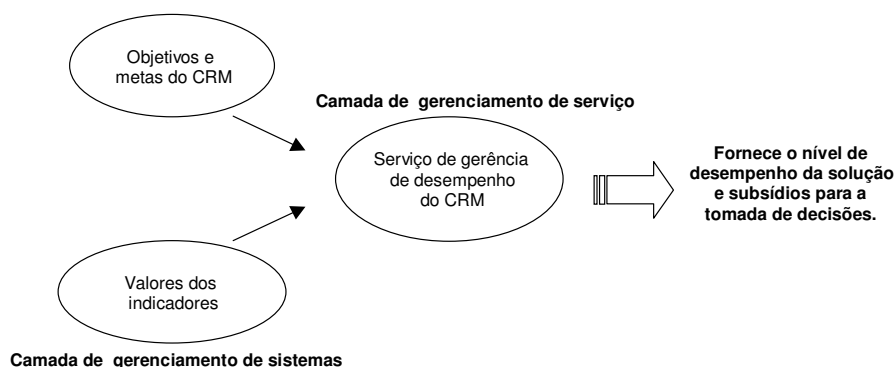 Objetivos e
metas do CRM
Camada de gerenciamento de serviço
Serviço de gerência
de desempenho
do CRM
Fornece o nível de
desempenho da solução
e subsídios para a
tomada de decisões.
Valores dos
indicadores
Camada de gerenciamento de sistemas